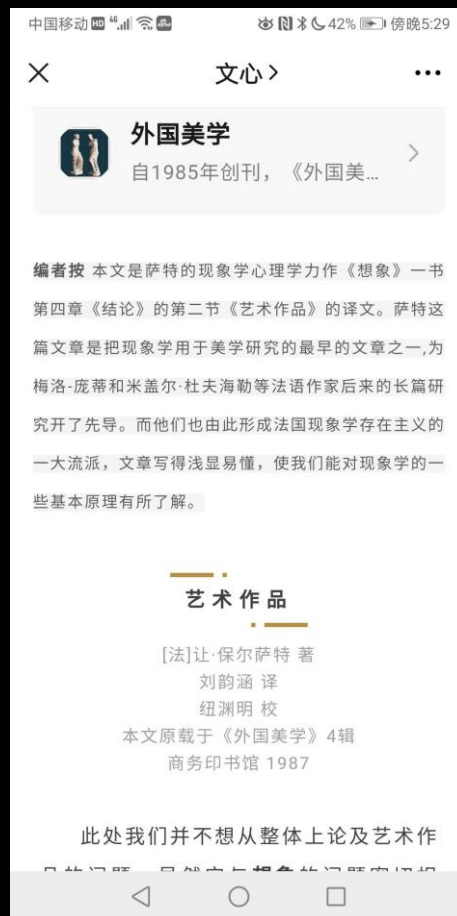 中国移动 HD 46 42% 傍晚5:29
文心
外国美学
自1985年创刊，《外国美...
编者按 本文是萨特的现象学心理学力作《想象》一书
第四章《结论》的第二节《艺术作品》的译文。萨特这
篇文章是把现象学用于美学研究的最早的文章之一,为
梅洛-庞蒂和米盖尔·杜夫海勒等法语作家后来的长篇研
究开了先导。而他们也由此形成法国现象学存在主义的
一大流派，文章写得浅显易懂，使我们能对现象学的一
些基本原理有所了解。
艺术作品
[法]让·保尔萨特 著
刘韵涵 译
纽渊明 校
本文原载于《外国美学》4辑
商务印书馆 1987
此处我们并不想从整体上论及艺术作